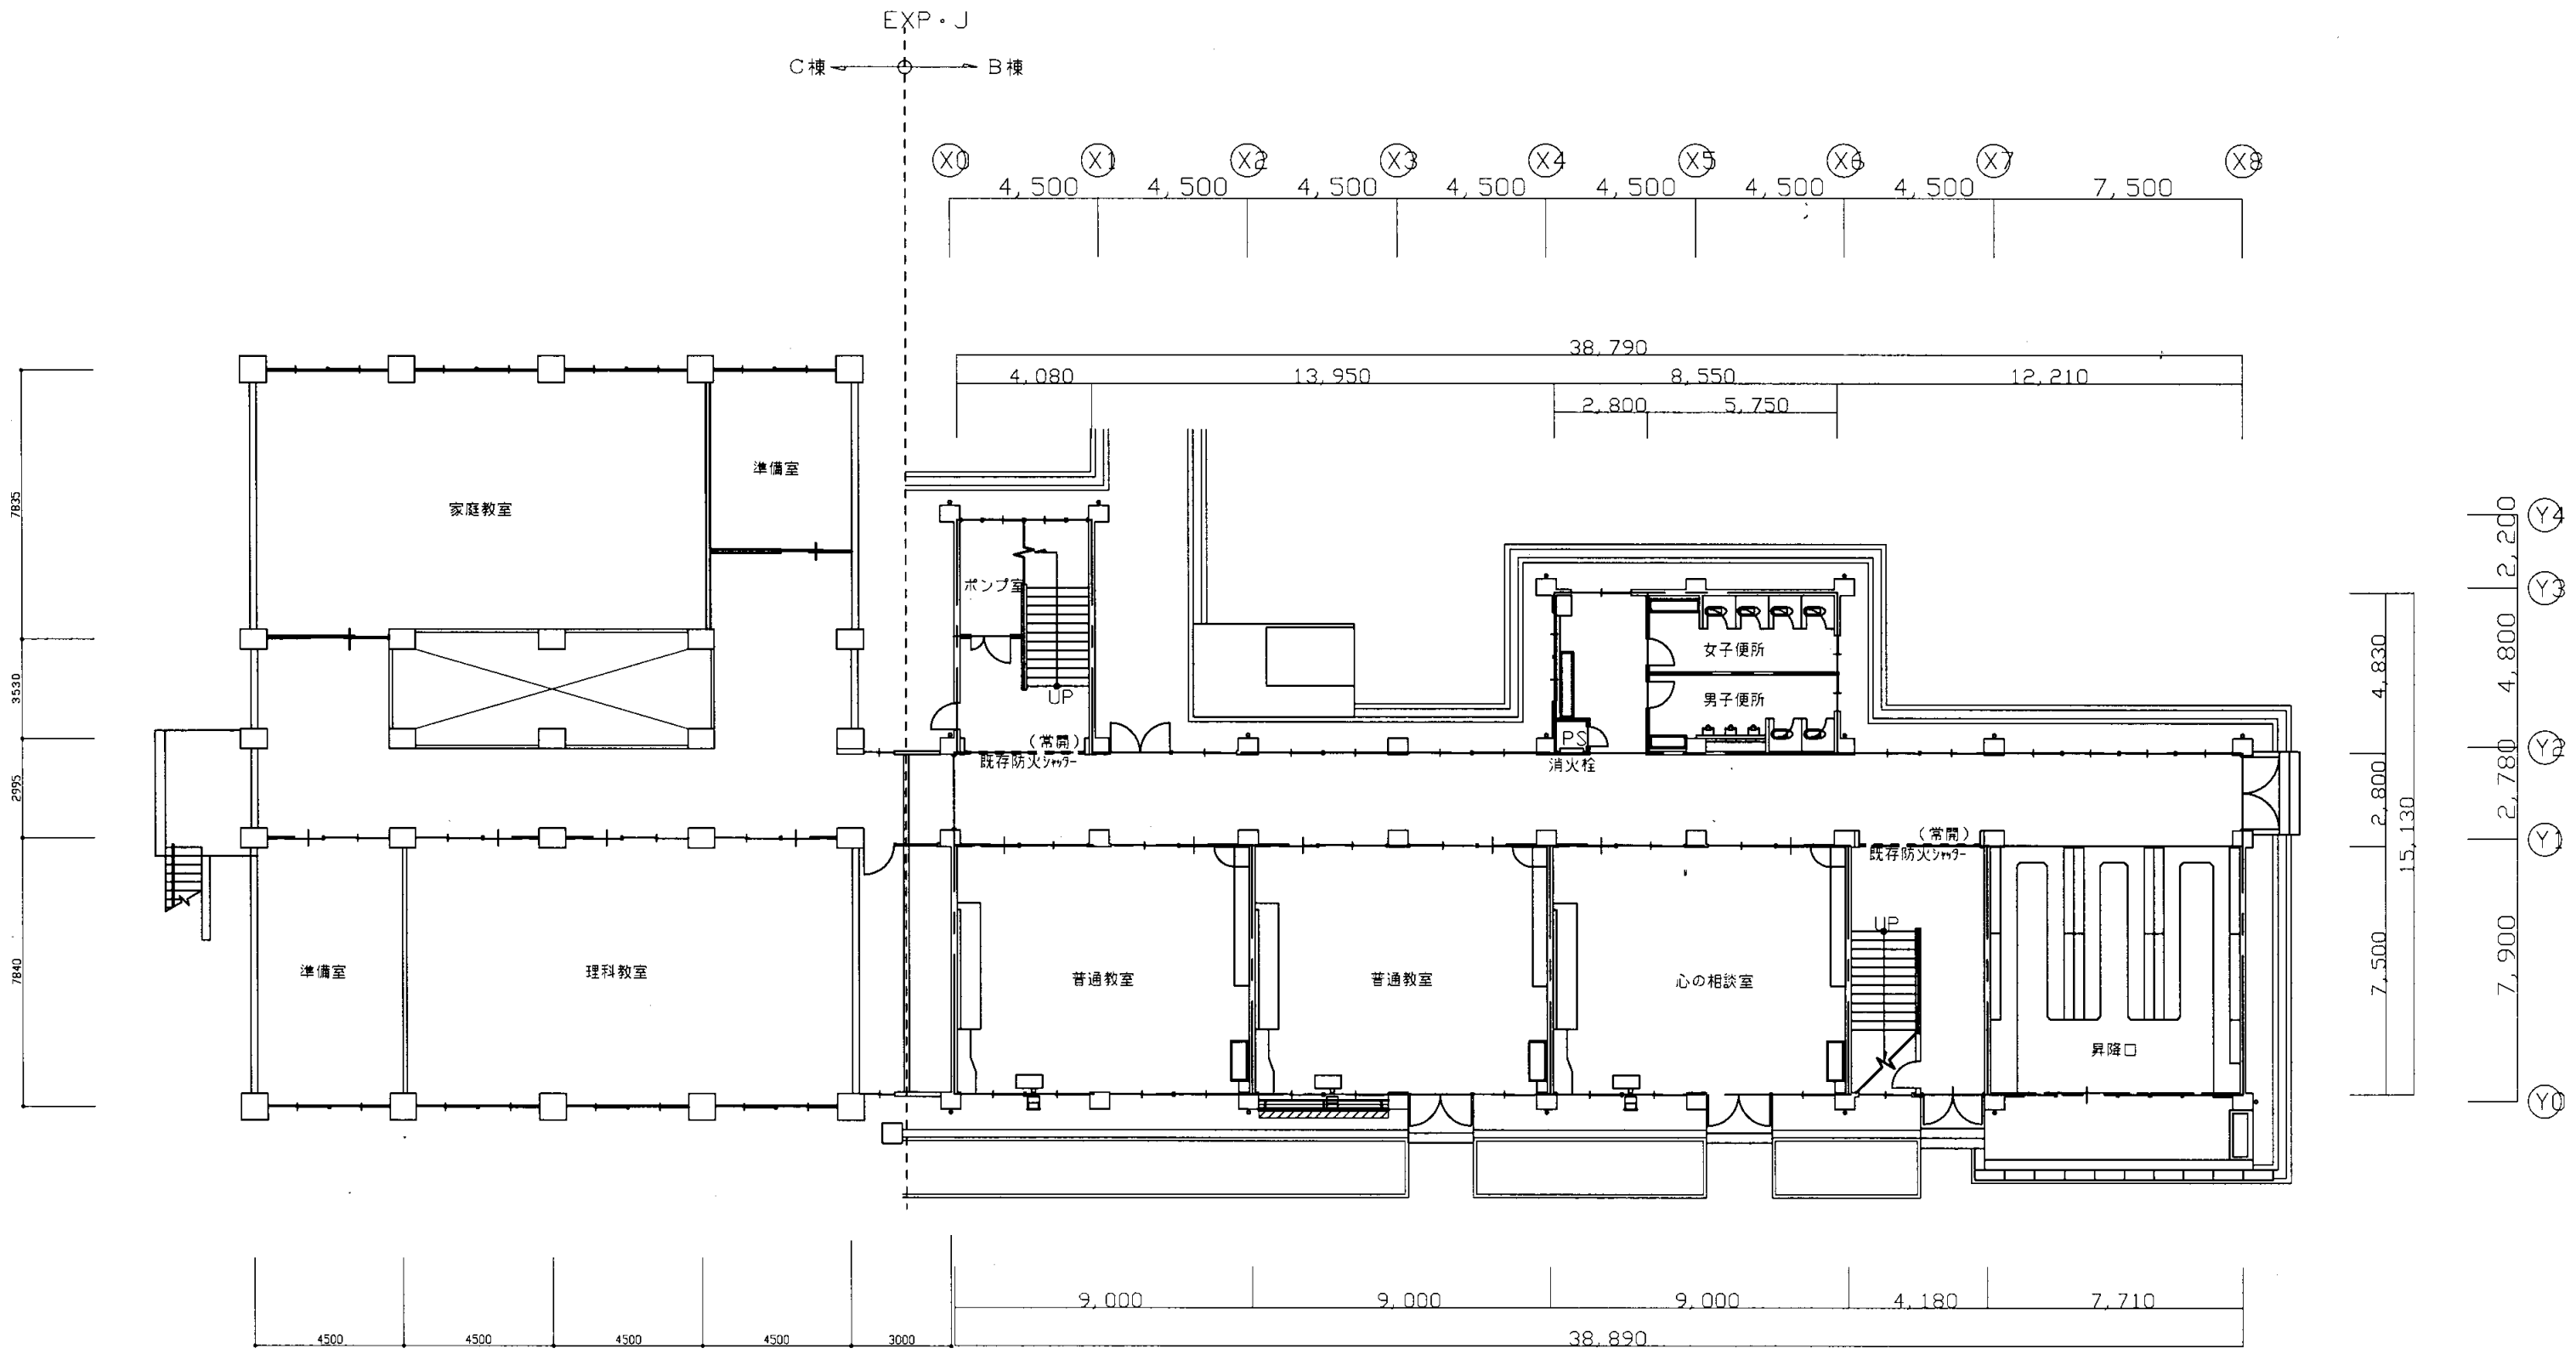 EXP・J
C棟 B棟
X0 X1 X2 X3 X4 X5 X6 X7 X8
4,500 4,500 4,500 4,500 4,500 4,500 4,500 7,500
38,790
4,080 13,950 8,550 12,210
2,800 5,750
準備室
家庭教室
7835
ポンプ室
UP
女子便所
男子便所
PS
消火栓
(常開)
既存防火シャッター
3530
2995
7840
2,200
4,800
2,780
7,900
Y4
Y3
Y2
Y1
Y0
4,830
2,800
7,500
15,130
(常開)
既存防火シャッター
UP
準備室
理科教室
普通教室
普通教室
心の相談室
昇降口
9,000 9,000 9,000 4,180 7,710
4500 4500 4500 4500 3000
38,890